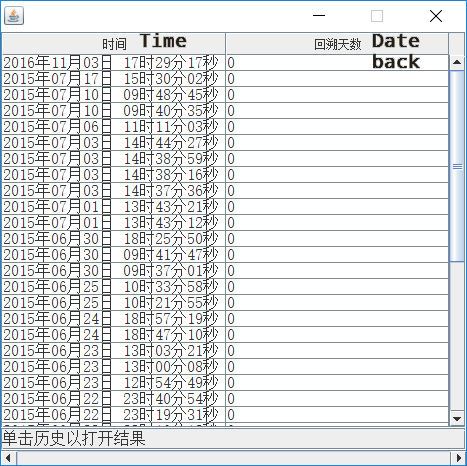 时间 Time 回溯天数 Date back
2016年11月03日 17时29分17秒 0
2015年07月17日 15时30分02秒 0
2015年07月10日 09时48分45秒 0
2015年07月10日 09时40分35秒 0
2015年07月06日 11时11分03秒 0
2015年07月03日 14时44分27秒 0
2015年07月03日 14时38分59秒 0
2015年07月03日 14时38分16秒 0
2015年07月03日 14时37分36秒 0
2015年07月01日 13时43分21秒 0
2015年07月01日 13时43分12秒 0
2015年06月30日 18时25分50秒 0
2015年06月30日 09时41分47秒 0
2015年06月30日 09时37分01秒 0
2015年06月25日 10时33分58秒 0
2015年06月25日 10时21分55秒 0
2015年06月24日 18时57分19秒 0
2015年06月24日 18时47分10秒 0
2015年06月23日 13时03分21秒 0
2015年06月23日 13时00分08秒 0
2015年06月23日 12时54分49秒 0
2015年06月22日 23时40分54秒 0
2015年06月22日 23时19分31秒 0
单击历史以打开结果